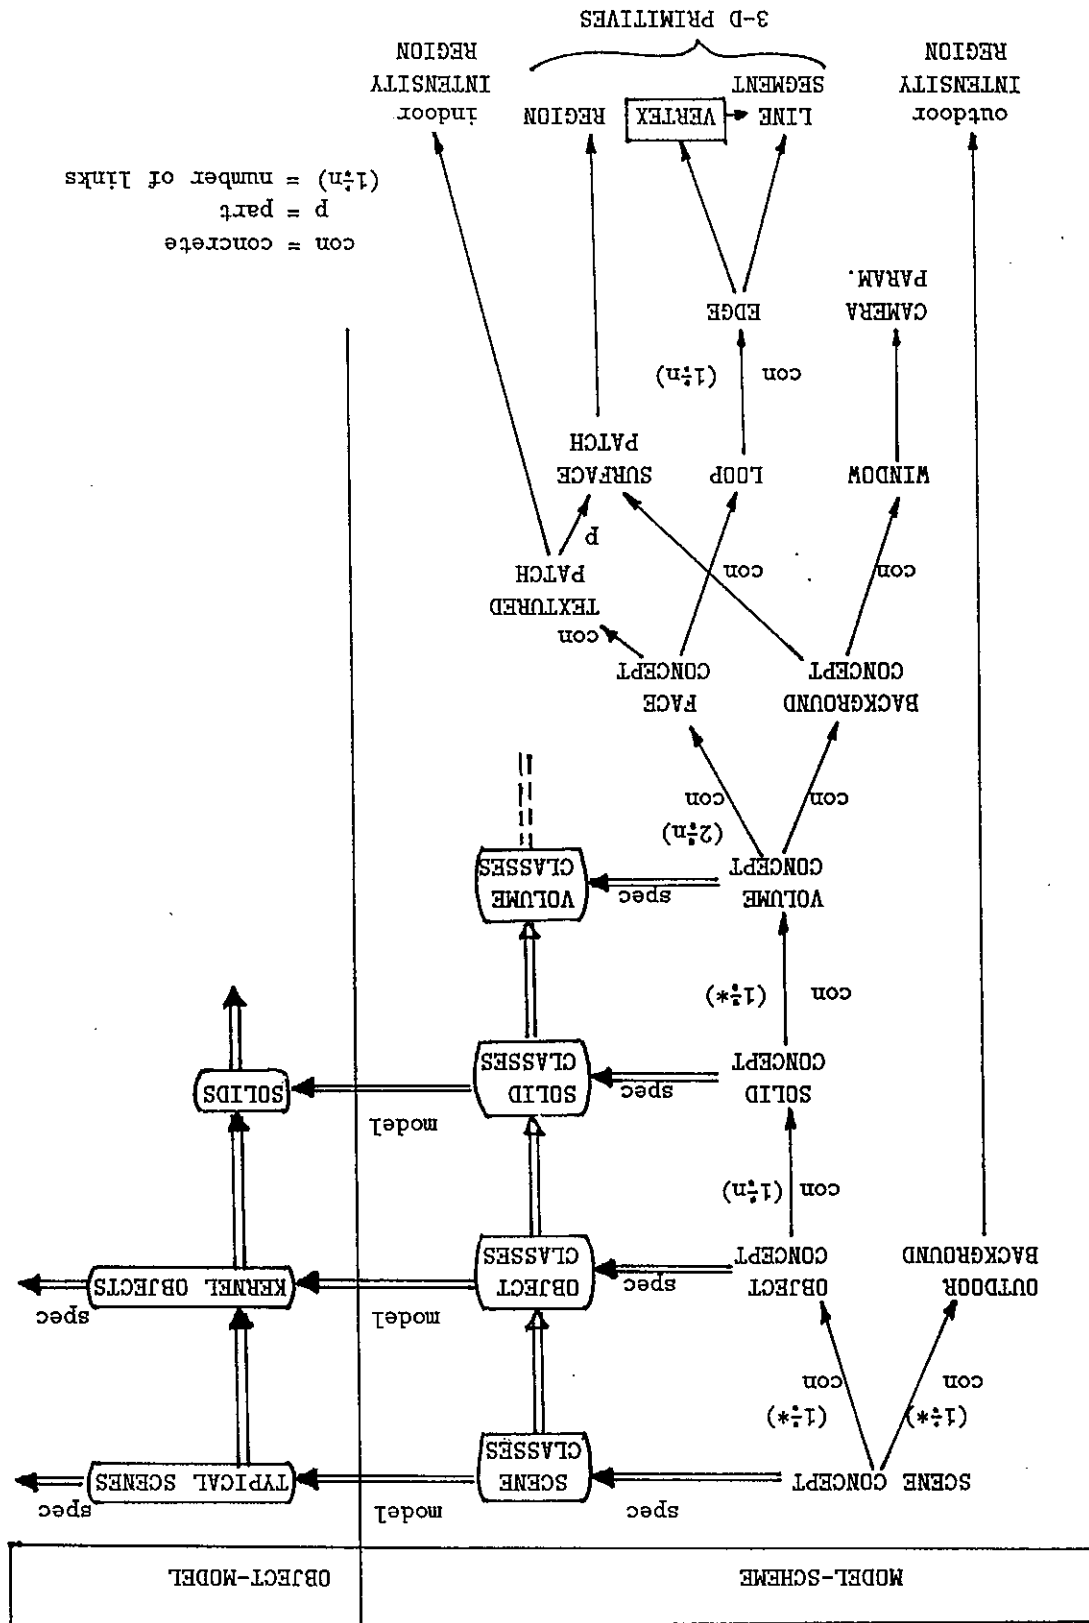 MODEL-SCHEME
OBJECT-MODEL
SCENE CONCEPT
spec
SCENE
CLASSES
model
TYPICAL SCENES
spec
(1÷*)
con
(1÷*)
con
OUTDOOR
BACKGROUND
OBJECT
CONCEPT
spec
OBJECT
CLASSES
model
KERNEL OBJECTS
spec
con
(1÷n)
SOLID
CONCEPT
spec
SOLID
CLASSES
model
SOLIDS
con
(1÷*)
VOLUME
CONCEPT
spec
VOLUME
CLASSES
con
(2÷n)
con
BACKGROUND
CONCEPT
FACE
CONCEPT
con
TEXTURED
PATCH
con
con
p
WINDOW
LOOP
SURFACE
PATCH
con
(1÷n)
CAMERA
PARAM.
EDGE
con = concrete
p = part
(1÷n) = number of links
outdoor
INTENSITY
REGION
LINE
SEGMENT
VERTEX
REGION
indoor
INTENSITY
REGION
3-D PRIMITIVES